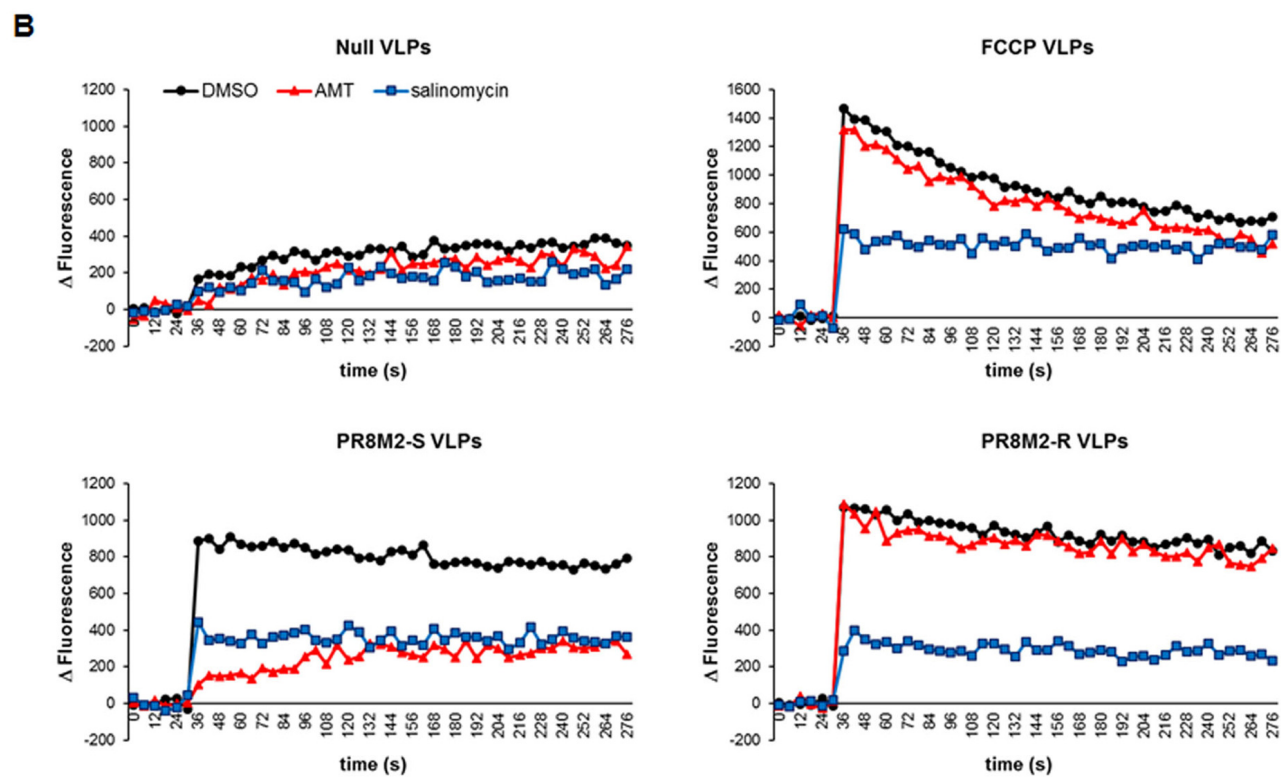 B
Null VLPs
1200
1000
800
600
400
200
0
-200
Δ Fluorescence
DMSO AMT salinomycin
0 12 24 36 48 60 72 84 96 108 120 132 144 156 168 180 192 204 216 228 240 252 264 276
time (s)
FCCP VLPs
1600
1400
1200
1000
800
600
400
200
0
-200
Δ Fluorescence
0 12 24 36 48 60 72 84 96 108 120 132 144 156 168 180 192 204 216 228 240 252 264 276
time (s)
PR8M2-S VLPs
1200
1000
800
600
400
200
0
-200
Δ Fluorescence
0 12 24 36 48 60 72 84 96 108 120 132 144 156 168 180 192 204 216 228 240 252 264 276
time (s)
PR8M2-R VLPs
1200
1000
800
600
400
200
0
-200
Δ Fluorescence
0 12 24 36 48 60 72 84 96 108 120 132 144 156 168 180 192 204 216 228 240 252 264 276
time (s)